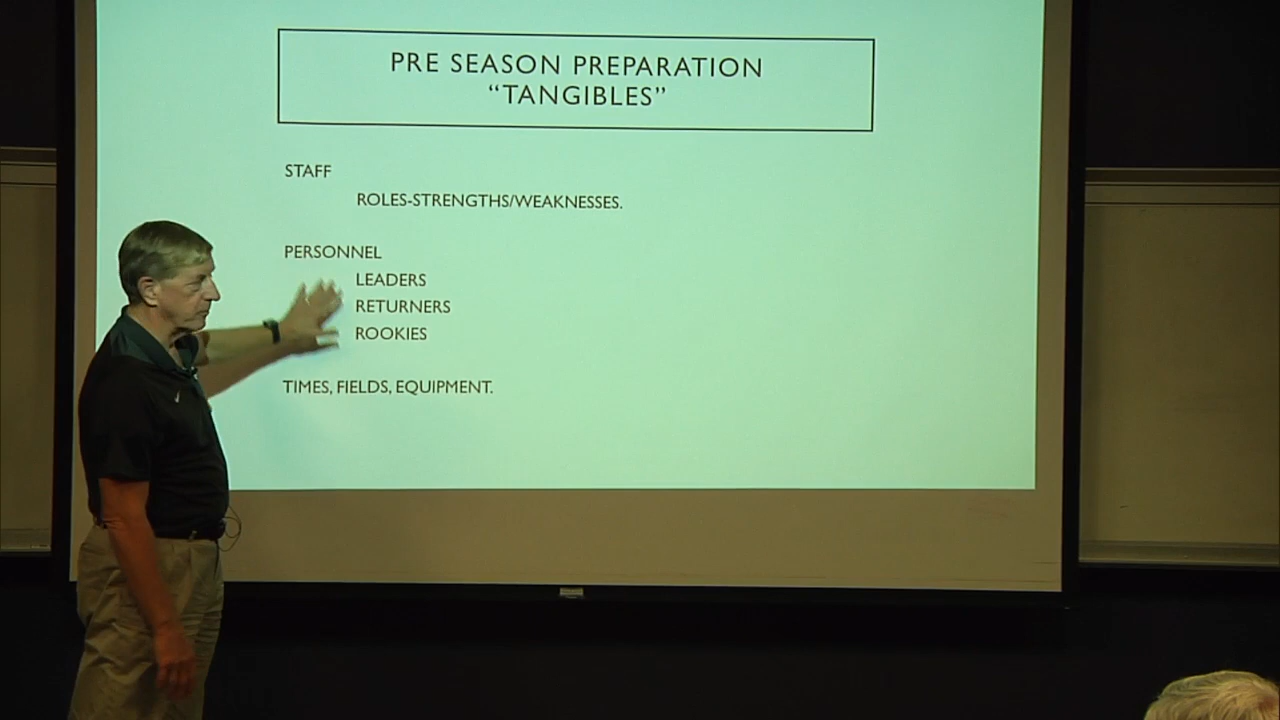 PRE SEASON PREPARATION
“TANGIBLES”
STAFF
ROLES-STRENGTHS/WEAKNESSES.
PERSONNEL
LEADERS
RETURNERS
ROOKIES
TIMES, FIELDS, EQUIPMENT.